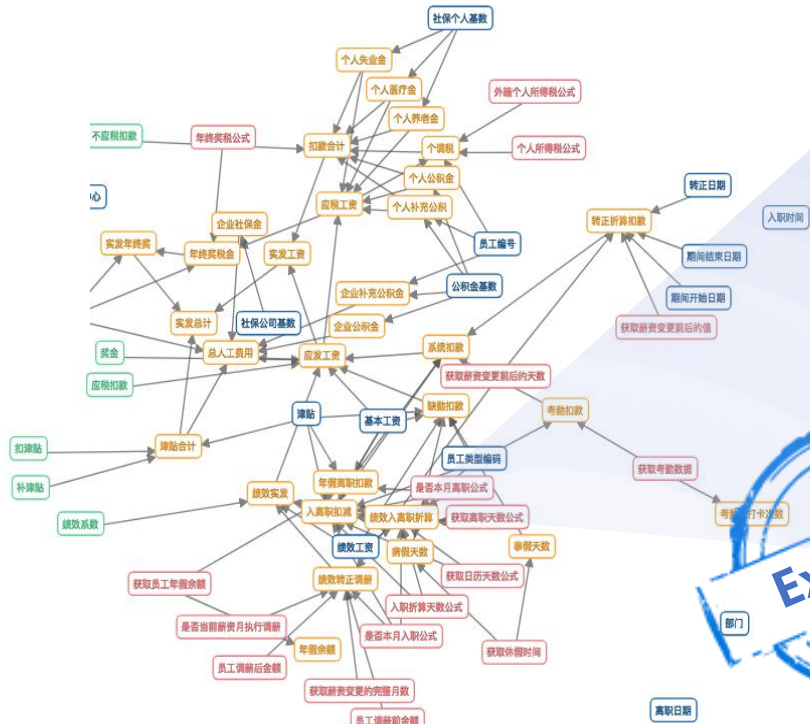 社保个人基数
个人失业金
个人医疗金
外籍个人所得税公式
个人养老金
不应税扣款
年终奖税公式
扣款合计
个调税
个人所得税公式
个人公积金
转正日期
心
应税工资
个人补充公积
转正折算扣款
入职时间
企业社保金
实发年终奖
年终奖税金
实发工资
员工编号
期间结束日期
公积金基数
企业补充公积金
期间开始日期
实发总计
社保公司基数
企业公积金
获取薪资变更前后的值
奖金
总人工费用
应发工资
系统扣款
应税扣款
获取薪资变更前后的天数
津贴
基本工资
缺勤扣款
考勤扣款
扣津贴
津贴合计
员工类型编码
获取考勤数据
补津贴
绩效实发
年假离职扣款
是否本月离职公式
入离职扣减
绩效入离职折算
获取离职天数公式
绩效系数
绩效工资
病假天数
事假天数
获取员工年假余额
绩效转正调薪
获取日历天数公式
入职折算天数公式
Ex
是否当前薪资月执行调薪
是否本月入职公式
部门
员工调薪后金额
年假余额
获取休假时间
获取薪资变更的完整月数
员工调薪前金额
离职日期